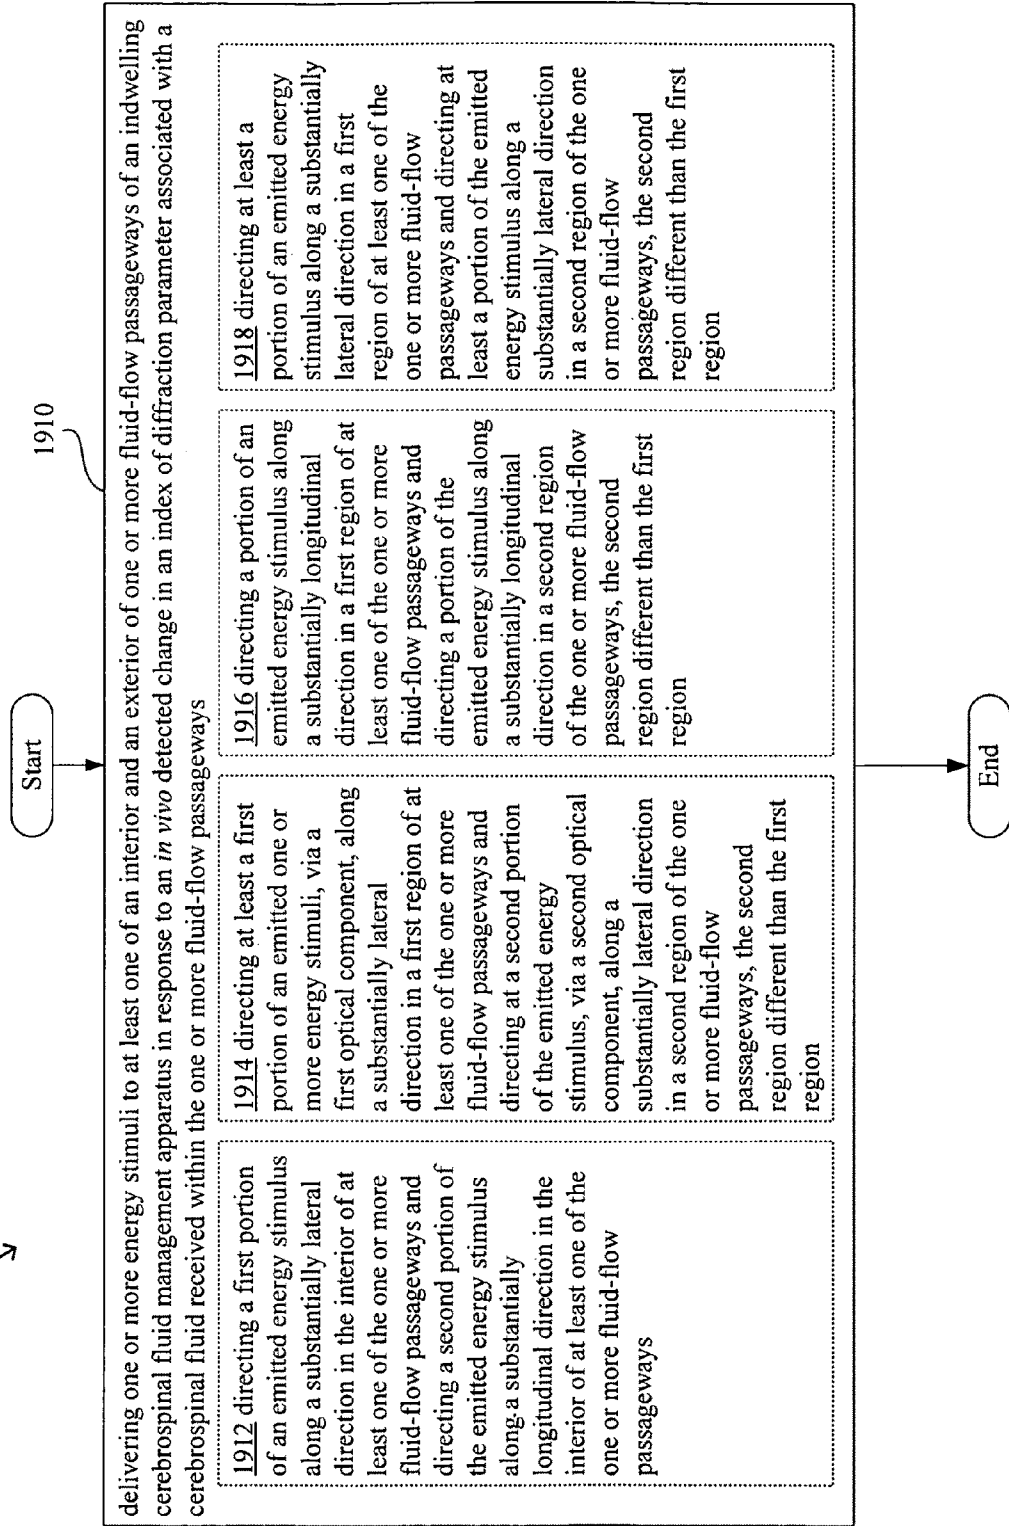 Start
1910
delivering one or more energy stimuli to at least one of an interior and an exterior of one or more fluid-flow passageways of an indwelling
cerebrospinal fluid management apparatus in response to an in vivo detected change in an index of diffraction parameter associated with a
cerebrospinal fluid received within the one or more fluid-flow passageways
1912 directing a first portion
of an emitted energy stimulus
along a substantially lateral
direction in the interior of at
least one of the one or more
fluid-flow passageways and
directing a second portion of
the emitted energy stimulus
along a substantially
longitudinal direction in the
interior of at least one of the
one or more fluid-flow
passageways
1914 directing at least a first
portion of an emitted one or
more energy stimuli, via a
first optical component, along
a substantially lateral
direction in a first region of at
least one of the one or more
fluid-flow passageways and
directing at a second portion
of the emitted energy
stimulus, via a second optical
component, along a
substantially lateral direction
in a second region of the one
or more fluid-flow
passageways, the second
region different than the first
region
1916 directing a portion of an
emitted energy stimulus along
a substantially longitudinal
direction in a first region of at
least one of the one or more
fluid-flow passageways and
directing a portion of the
emitted energy stimulus along
a substantially longitudinal
direction in a second region
of the one or more fluid-flow
passageways, the second
region different than the first
region
1918 directing at least a
portion of an emitted energy
stimulus along a substantially
lateral direction in a first
region of at least one of the
one or more fluid-flow
passageways and directing at
least a portion of the emitted
energy stimulus along a
substantially lateral direction
in a second region of the one
or more fluid-flow
passageways, the second
region different than the first
region
End